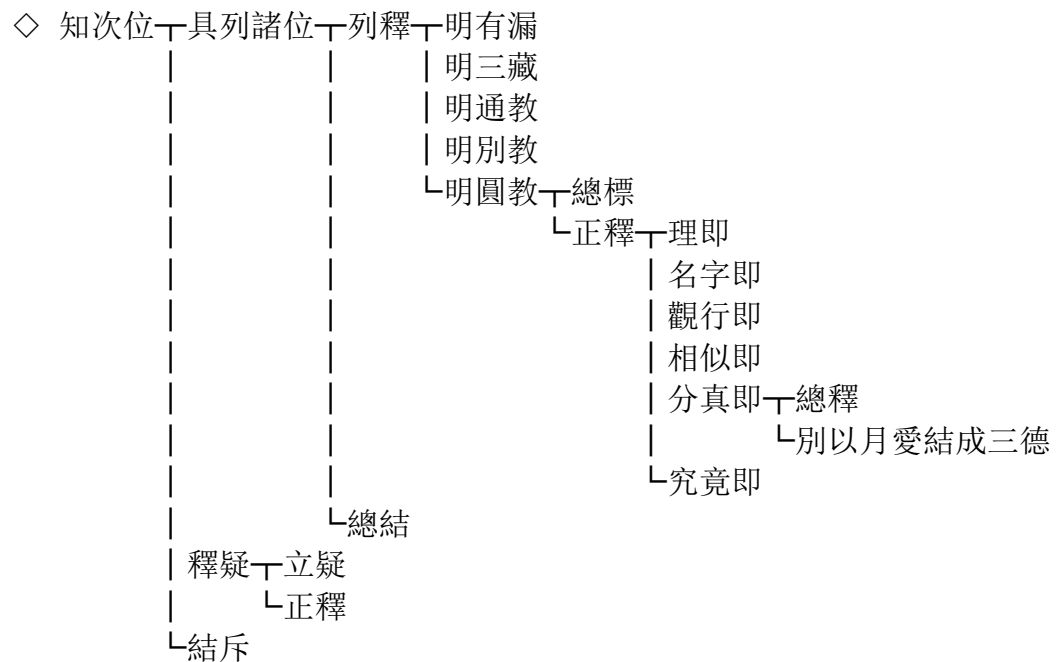 ◇ 知次位┬具列諸位┬列釋┬明有漏
│明三藏
│明通教
│明別教
└明圓教┬總標
└正釋┬理即
│名字即
│觀行即
│相似即
│分真即┬總釋
└別以月愛結成三德
└究竟即
└總結
│釋疑┬立疑
└正釋
└結斥